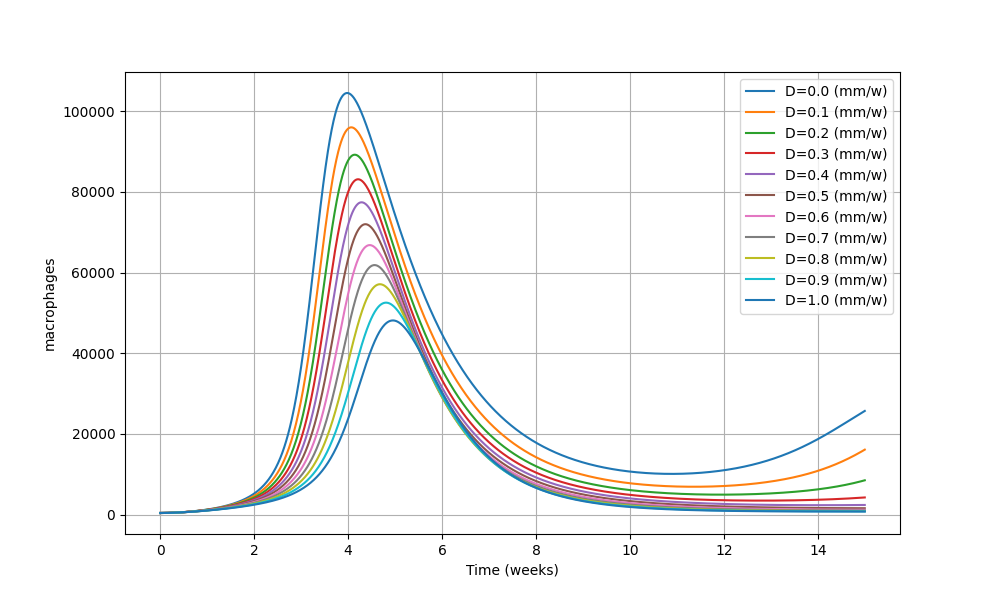 100000
80000
60000
40000
20000
0
macrophages
0 2 4 6 8 10 12 14
Time (weeks)
D=0.0 (mm/w)
D=0.1 (mm/w)
D=0.2 (mm/w)
D=0.3 (mm/w)
D=0.4 (mm/w)
D=0.5 (mm/w)
D=0.6 (mm/w)
D=0.7 (mm/w)
D=0.8 (mm/w)
D=0.9 (mm/w)
D=1.0 (mm/w)